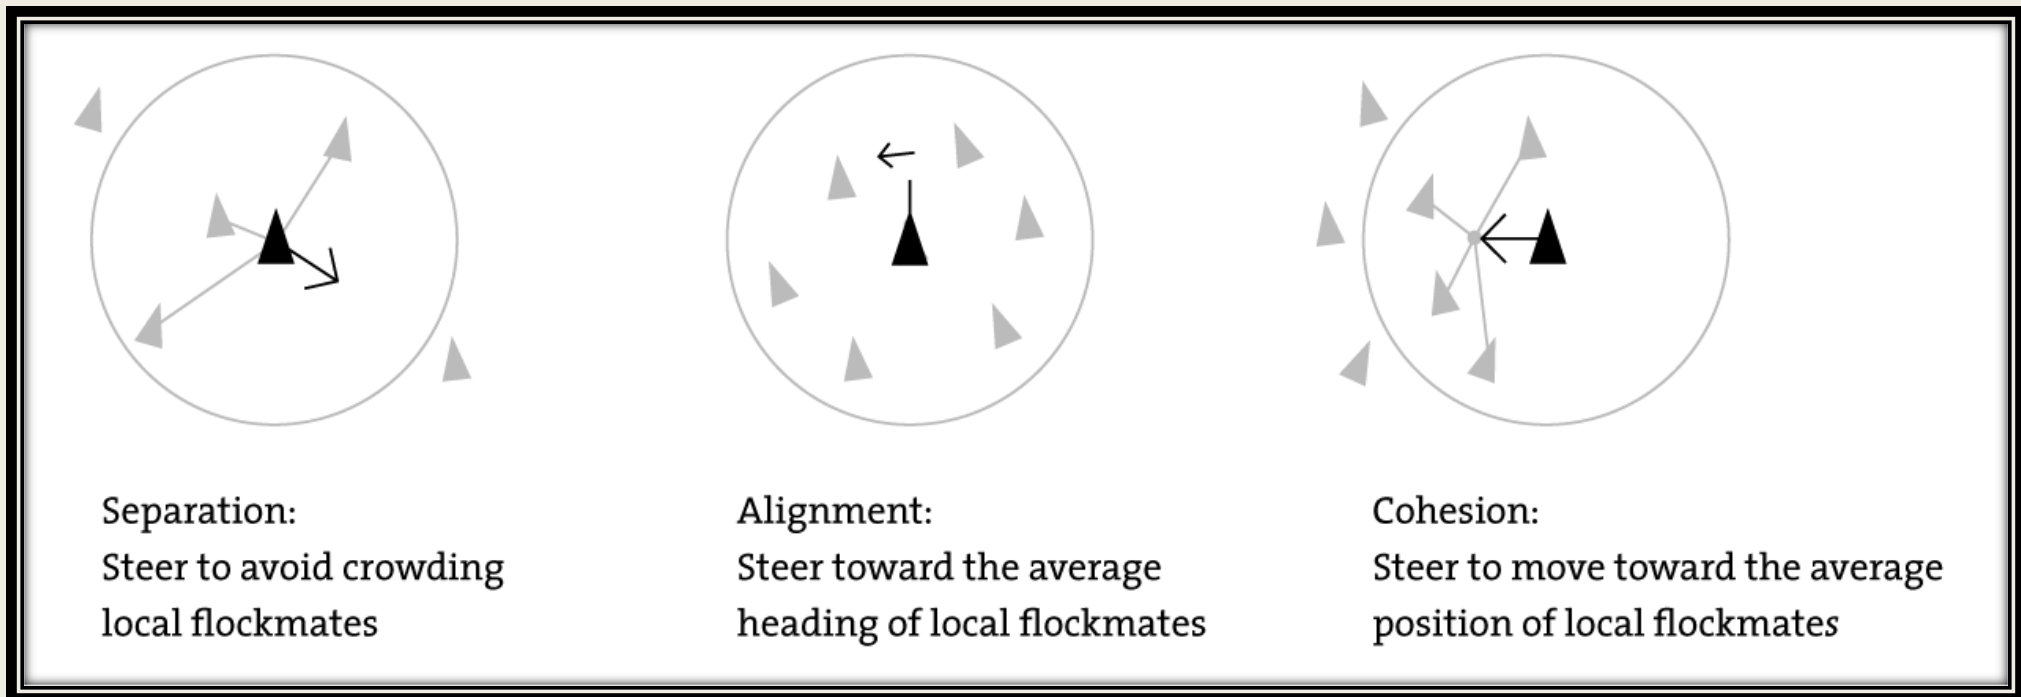 Separation:
Steer to avoid crowding
local flockmates
Alignment:
Steer toward the average
heading of local flockmates
Cohesion:
Steer to move toward the average
position of local flockmates